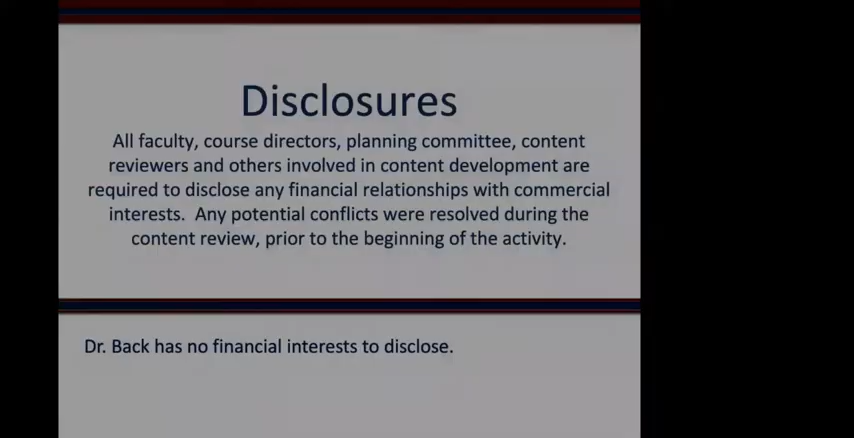 Disclosures
All faculty, course directors, planning committee, content
reviewers and others involved in content development are
required to disclose any financial relationships with commercial
interests.  Any potential conflicts were resolved during the
content review, prior to the beginning of the activity.
Dr. Back has no financial interests to disclose.